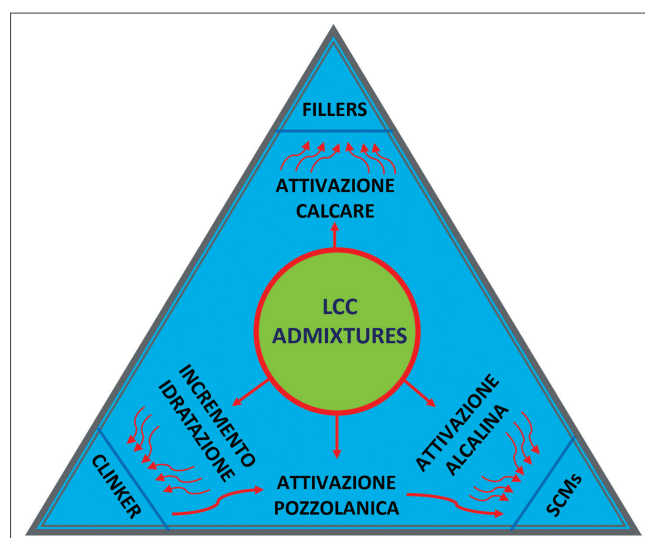 FILLERS
ATTIVAZIONE
CALCARE
LCC
ADMIXTURES
INCREMENTO
IDRATAZIONE
ATTIVAZIONE
ALCALINA
CLINKER
ATTIVAZIONE
POZZOLANICA
SCMs